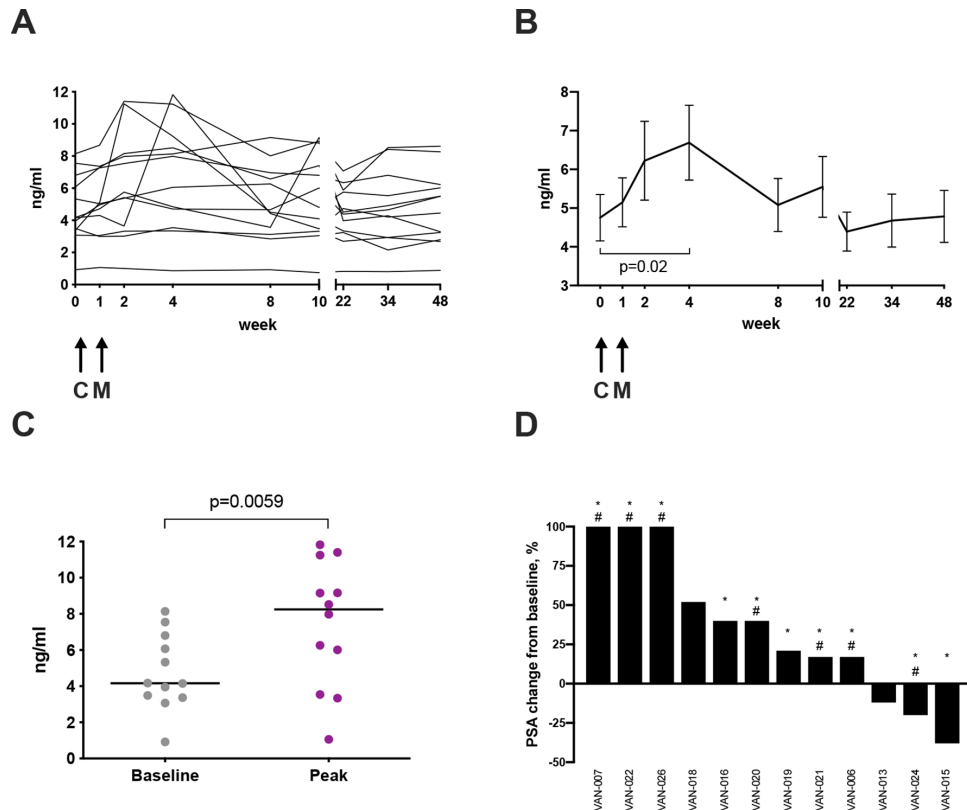 A
B
12
10
8
6
4
2
0
ng/ml
0 1 2 4 8 10 22 34 48
week
C M
8
7
6
5
4
3
ng/ml
p=0.02
0 1 2 4 8 10 22 34 48
week
C M
C
D
p=0.0059
12
10
8
6
4
2
0
ng/ml
Baseline Peak
* * * * * * * * * *
# # # # # # #
100
50
25
0
-25
-50
PSA change from baseline, %
VAN-007
VAN-022
VAN-026
VAN-018
VAN-016
VAN-020
VAN-019
VAN-021
VAN-006
VAN-013
VAN-024
VAN-015